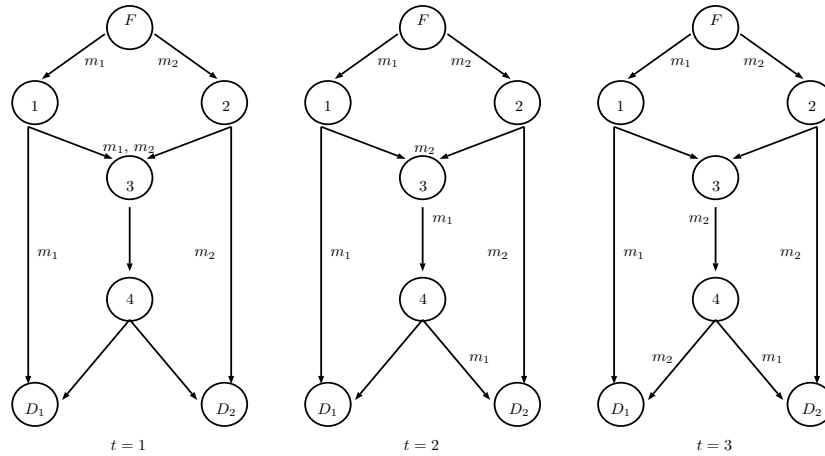 F
m₁ m₂
1 2
m₁, m₂
3
m₁ m₂
4
D₁ D₂
t = 1
F
m₁ m₂
1 2
m₂
3
m₁
m₁ m₂
4
m₁
D₁ D₂
t = 2
F
m₁ m₂
1 2
3
m₂
m₁ m₂
4
m₂ m₁
D₁ D₂
t = 3